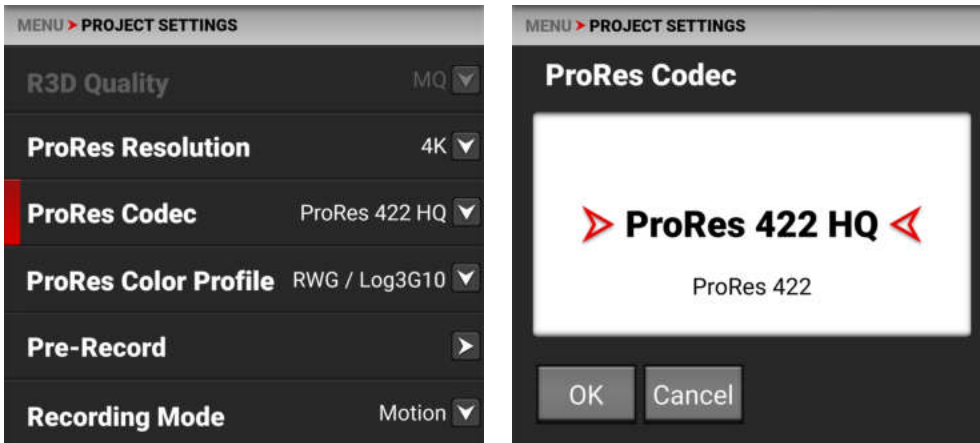 MENU > PROJECT SETTINGS
R3D Quality MQ
ProRes Resolution 4K
ProRes Codec ProRes 422 HQ
ProRes Color Profile RWG / Log3G10
Pre-Record
Recording Mode Motion
MENU > PROJECT SETTINGS
ProRes Codec
ProRes 422 HQ
ProRes 422
OK Cancel